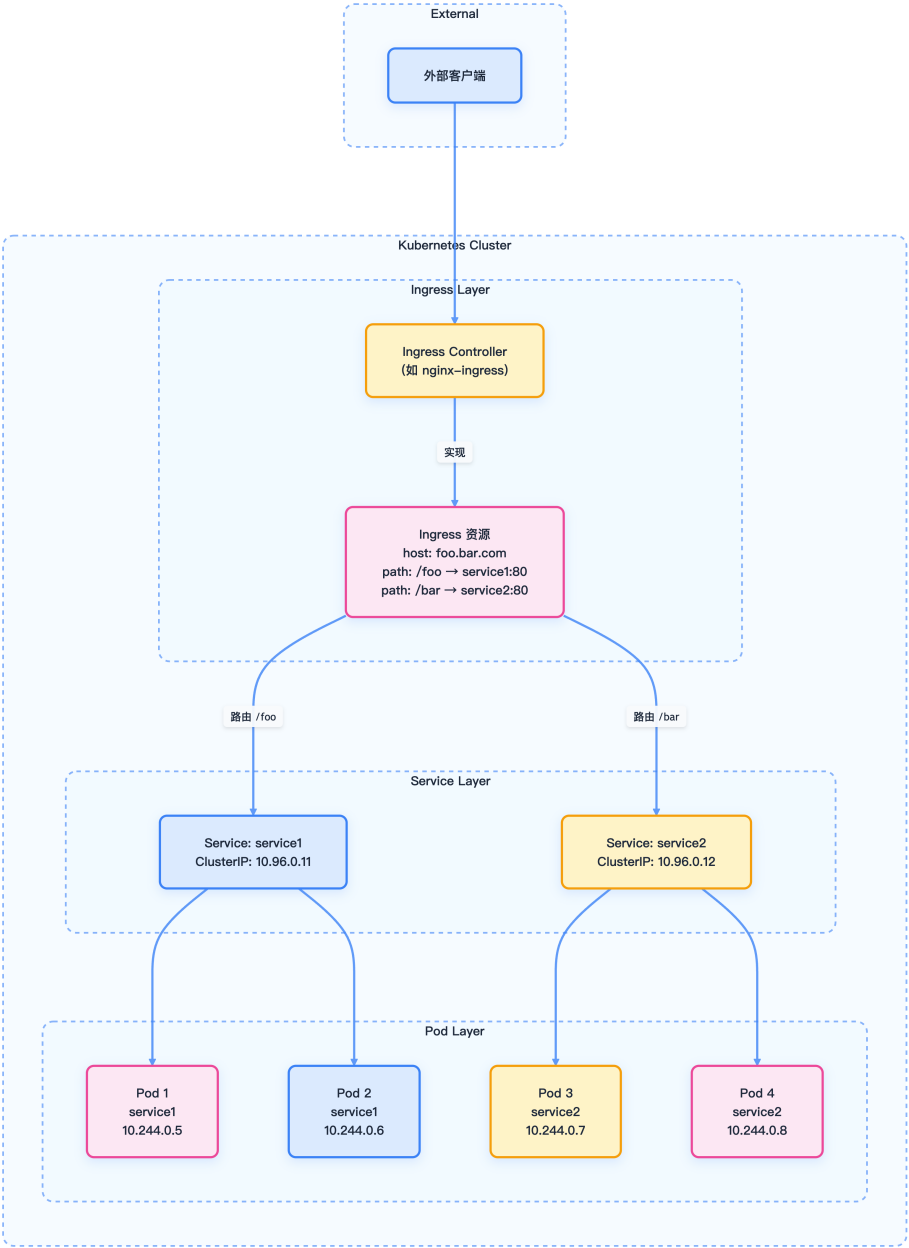 External
外部客户端
Kubernetes Cluster
Ingress Layer
Ingress Controller
(如 nginx-ingress)
实现
Ingress 资源
host: foo.bar.com
path: /foo → service1:80
path: /bar → service2:80
路由 /foo
路由 /bar
Service Layer
Service: service1
ClusterIP: 10.96.0.11
Service: service2
ClusterIP: 10.96.0.12
Pod Layer
Pod 1
service1
10.244.0.5
Pod 2
service1
10.244.0.6
Pod 3
service2
10.244.0.7
Pod 4
service2
10.244.0.8